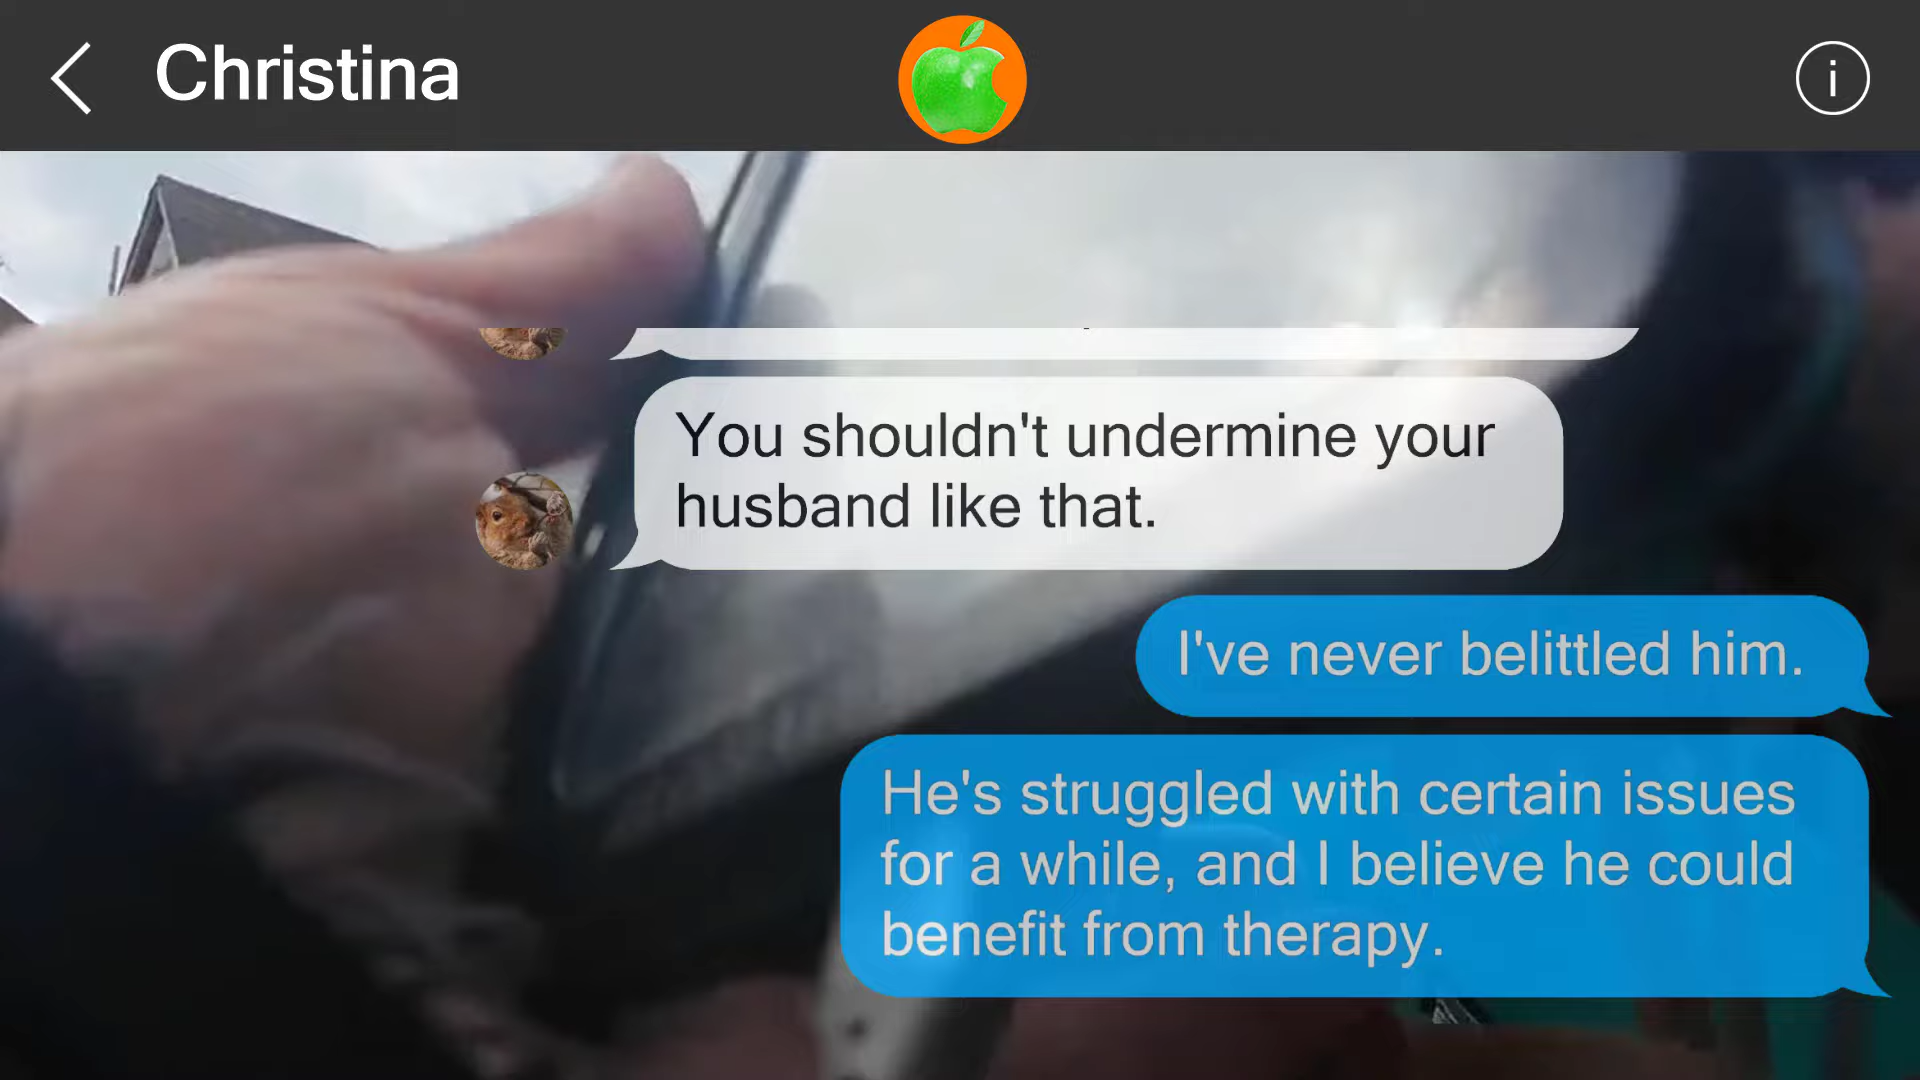 Christina
i
You shouldn't undermine your
husband like that.
I've never belittled him.
He's struggled with certain issues
for a while, and I believe he could
benefit from therapy.